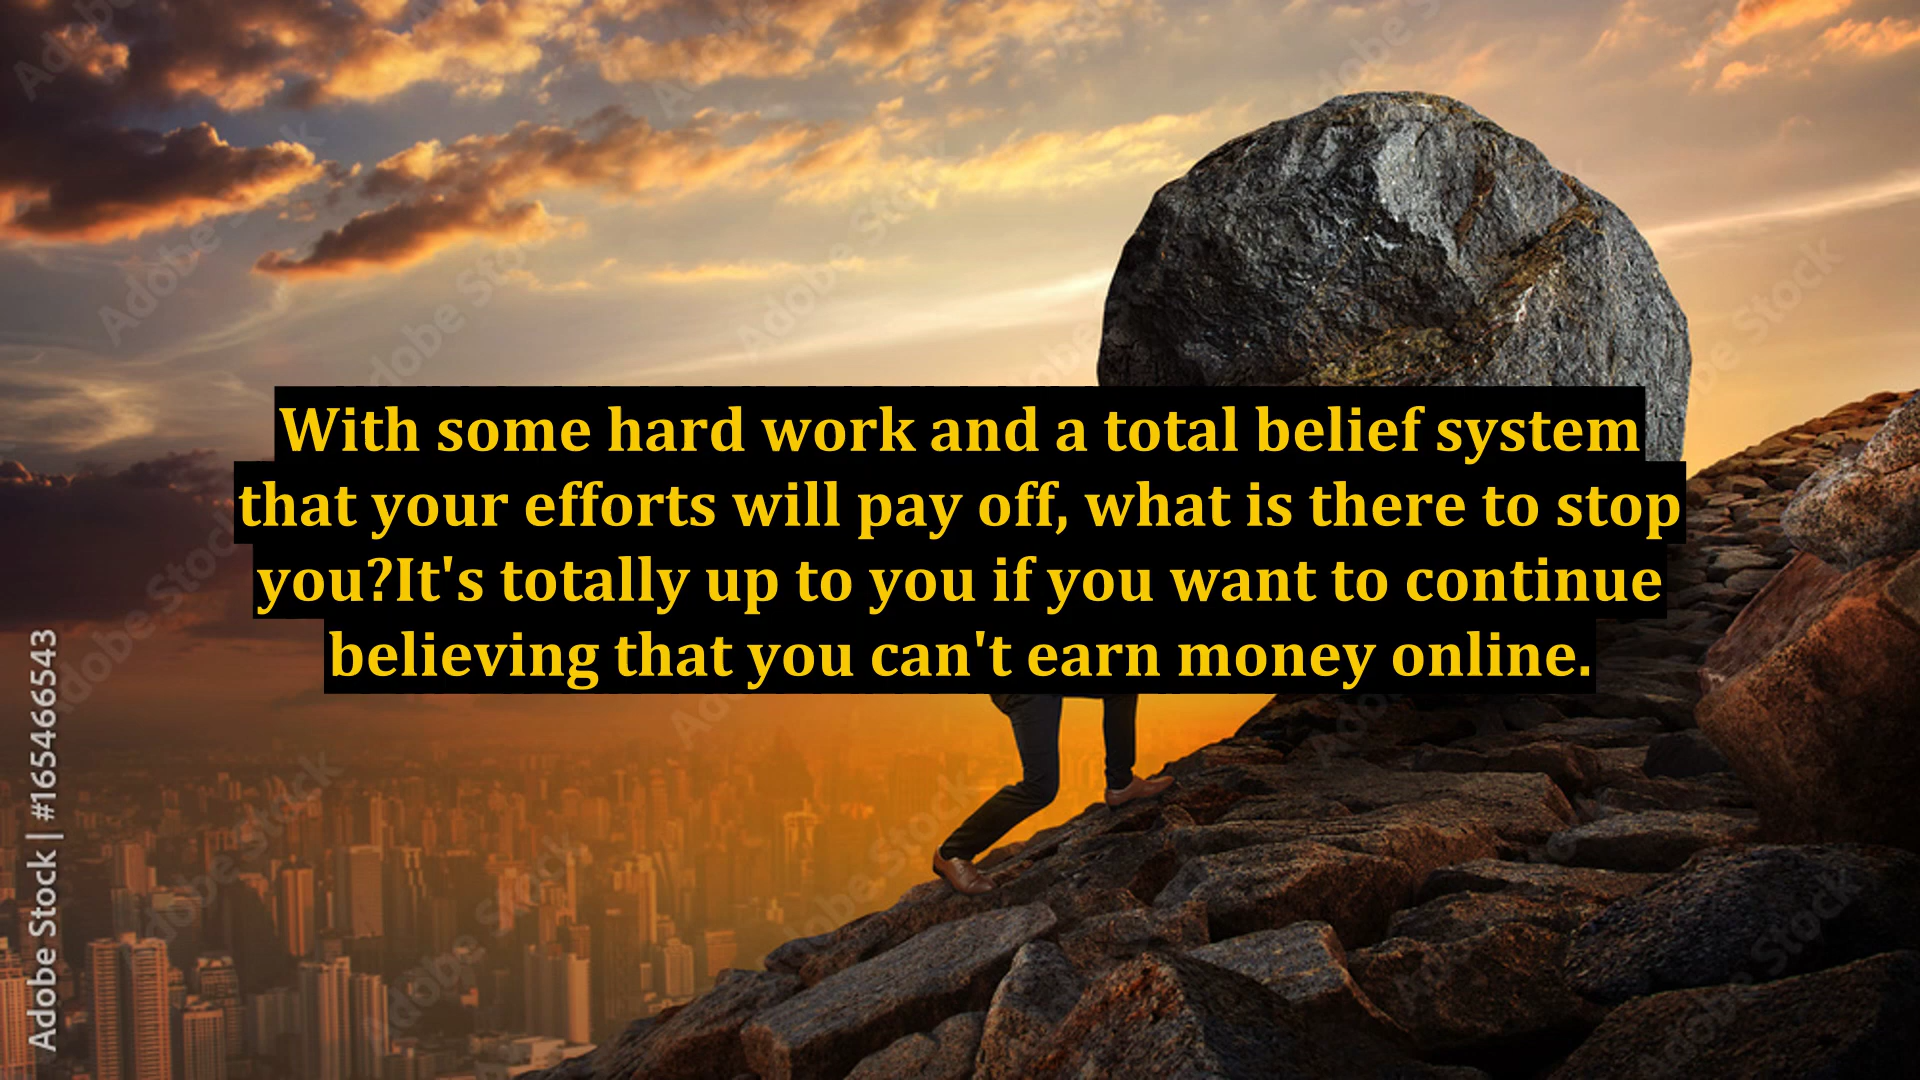 With some hard work and a total belief system
that your efforts will pay off, what is there to stop
you?It's totally up to you if you want to continue
believing that you can't earn money online.
Adobe Stock | #165466543
Adobe Stock